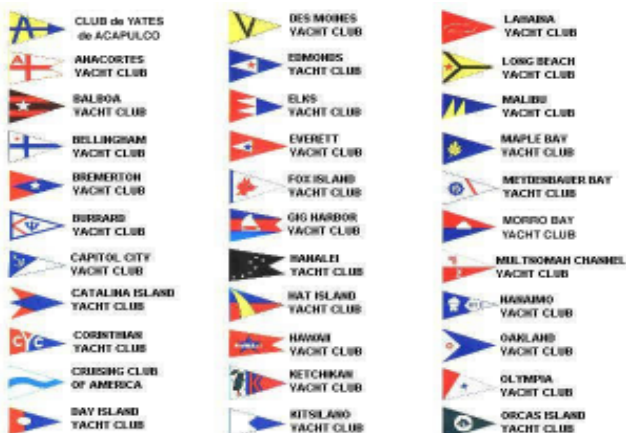 CLUB de YATES
de ACAPULCO
ANACORTES
YACHT CLUB
BALBOA
YACHT CLUB
BELLINGHAM
YACHT CLUB
BREMERTON
YACHT CLUB
BURRARD
YACHT CLUB
CAPITOL CITY
YACHT CLUB
CATALINA ISLAND
YACHT CLUB
CYC
CORINTHIAN
YACHT CLUB
CRUISING CLUB
OF AMERICA
DAY ISLAND
YACHT CLUB
DES MOINES
YACHT CLUB
EDMONDS
YACHT CLUB
ELKS
YACHT CLUB
EVERETT
YACHT CLUB
FOX ISLAND
YACHT CLUB
GIG HARBOR
YACHT CLUB
HANALEI
YACHT CLUB
HAT ISLAND
YACHT CLUB
HAWAII
YACHT CLUB
KETCHIKAN
YACHT CLUB
KITSILANO
YACHT CLUB
LAHAINA
YACHT CLUB
LONG BEACH
YACHT CLUB
MALIBU
YACHT CLUB
MAPLE BAY
YACHT CLUB
MEYDENBAUER BAY
YACHT CLUB
MORRO BAY
YACHT CLUB
MULTNOMAH CHANNEL
YACHT CLUB
NANAIMO
YACHT CLUB
OAKLAND
YACHT CLUB
OLYMPIA
YACHT CLUB
ORCAS ISLAND
YACHT CLUB